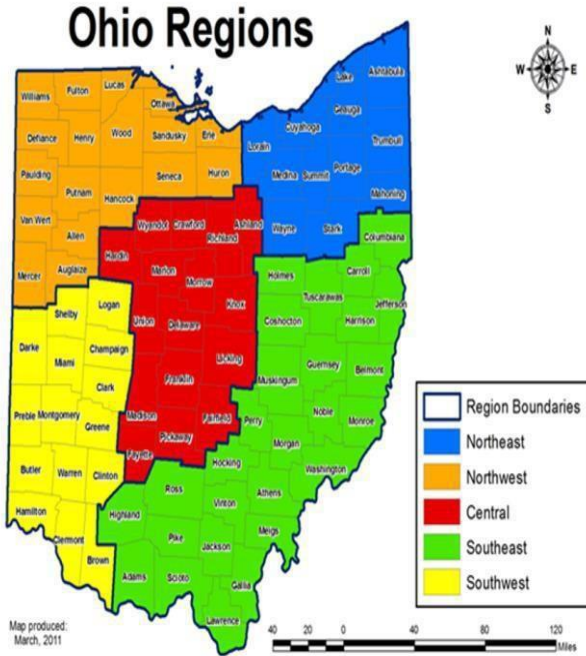 Ohio Regions
N
W E
S
Lake Ashtabula
Williams Fulton Lucas
Ottawa
Geauga
Cuyahoga
Defiance Henry Wood Sandusky Erie
Lorain
Trumbull
Portage
Medina Summit
Paulding
Seneca Huron
Putnam
Hancock
Mahoning
Van Wert
Wyandot Crawford
Richland
Ashland
Wayne Stark
Columbiana
Allen
Hardin
Mercer Auglaize
Marion
Morrow
Holmes
Carroll
Tuscarawas
Jefferson
Logan
Shelby
Knox
Union Delaware
Coshocton
Harrison
Darke
Champaign
Miami
Licking
Guernsey
Belmont
Clark
Franklin
Muskingum
Preble Montgomery
Madison
Fairfield
Noble
Monroe
Greene
Pickaway
Perry
Morgan
Fayette
Butler Warren Clinton
Hocking
Washington
Ross
Athens
Vinton
Hamilton
Highland
Clermont
Pike
Meigs
Jackson
Brown
Adams Scioto
Gallia
Lawrence
Region Boundaries
Northeast
Northwest
Central
Southeast
Southwest
Map produced:
March, 2011
40 20 0 40 80 120
Miles